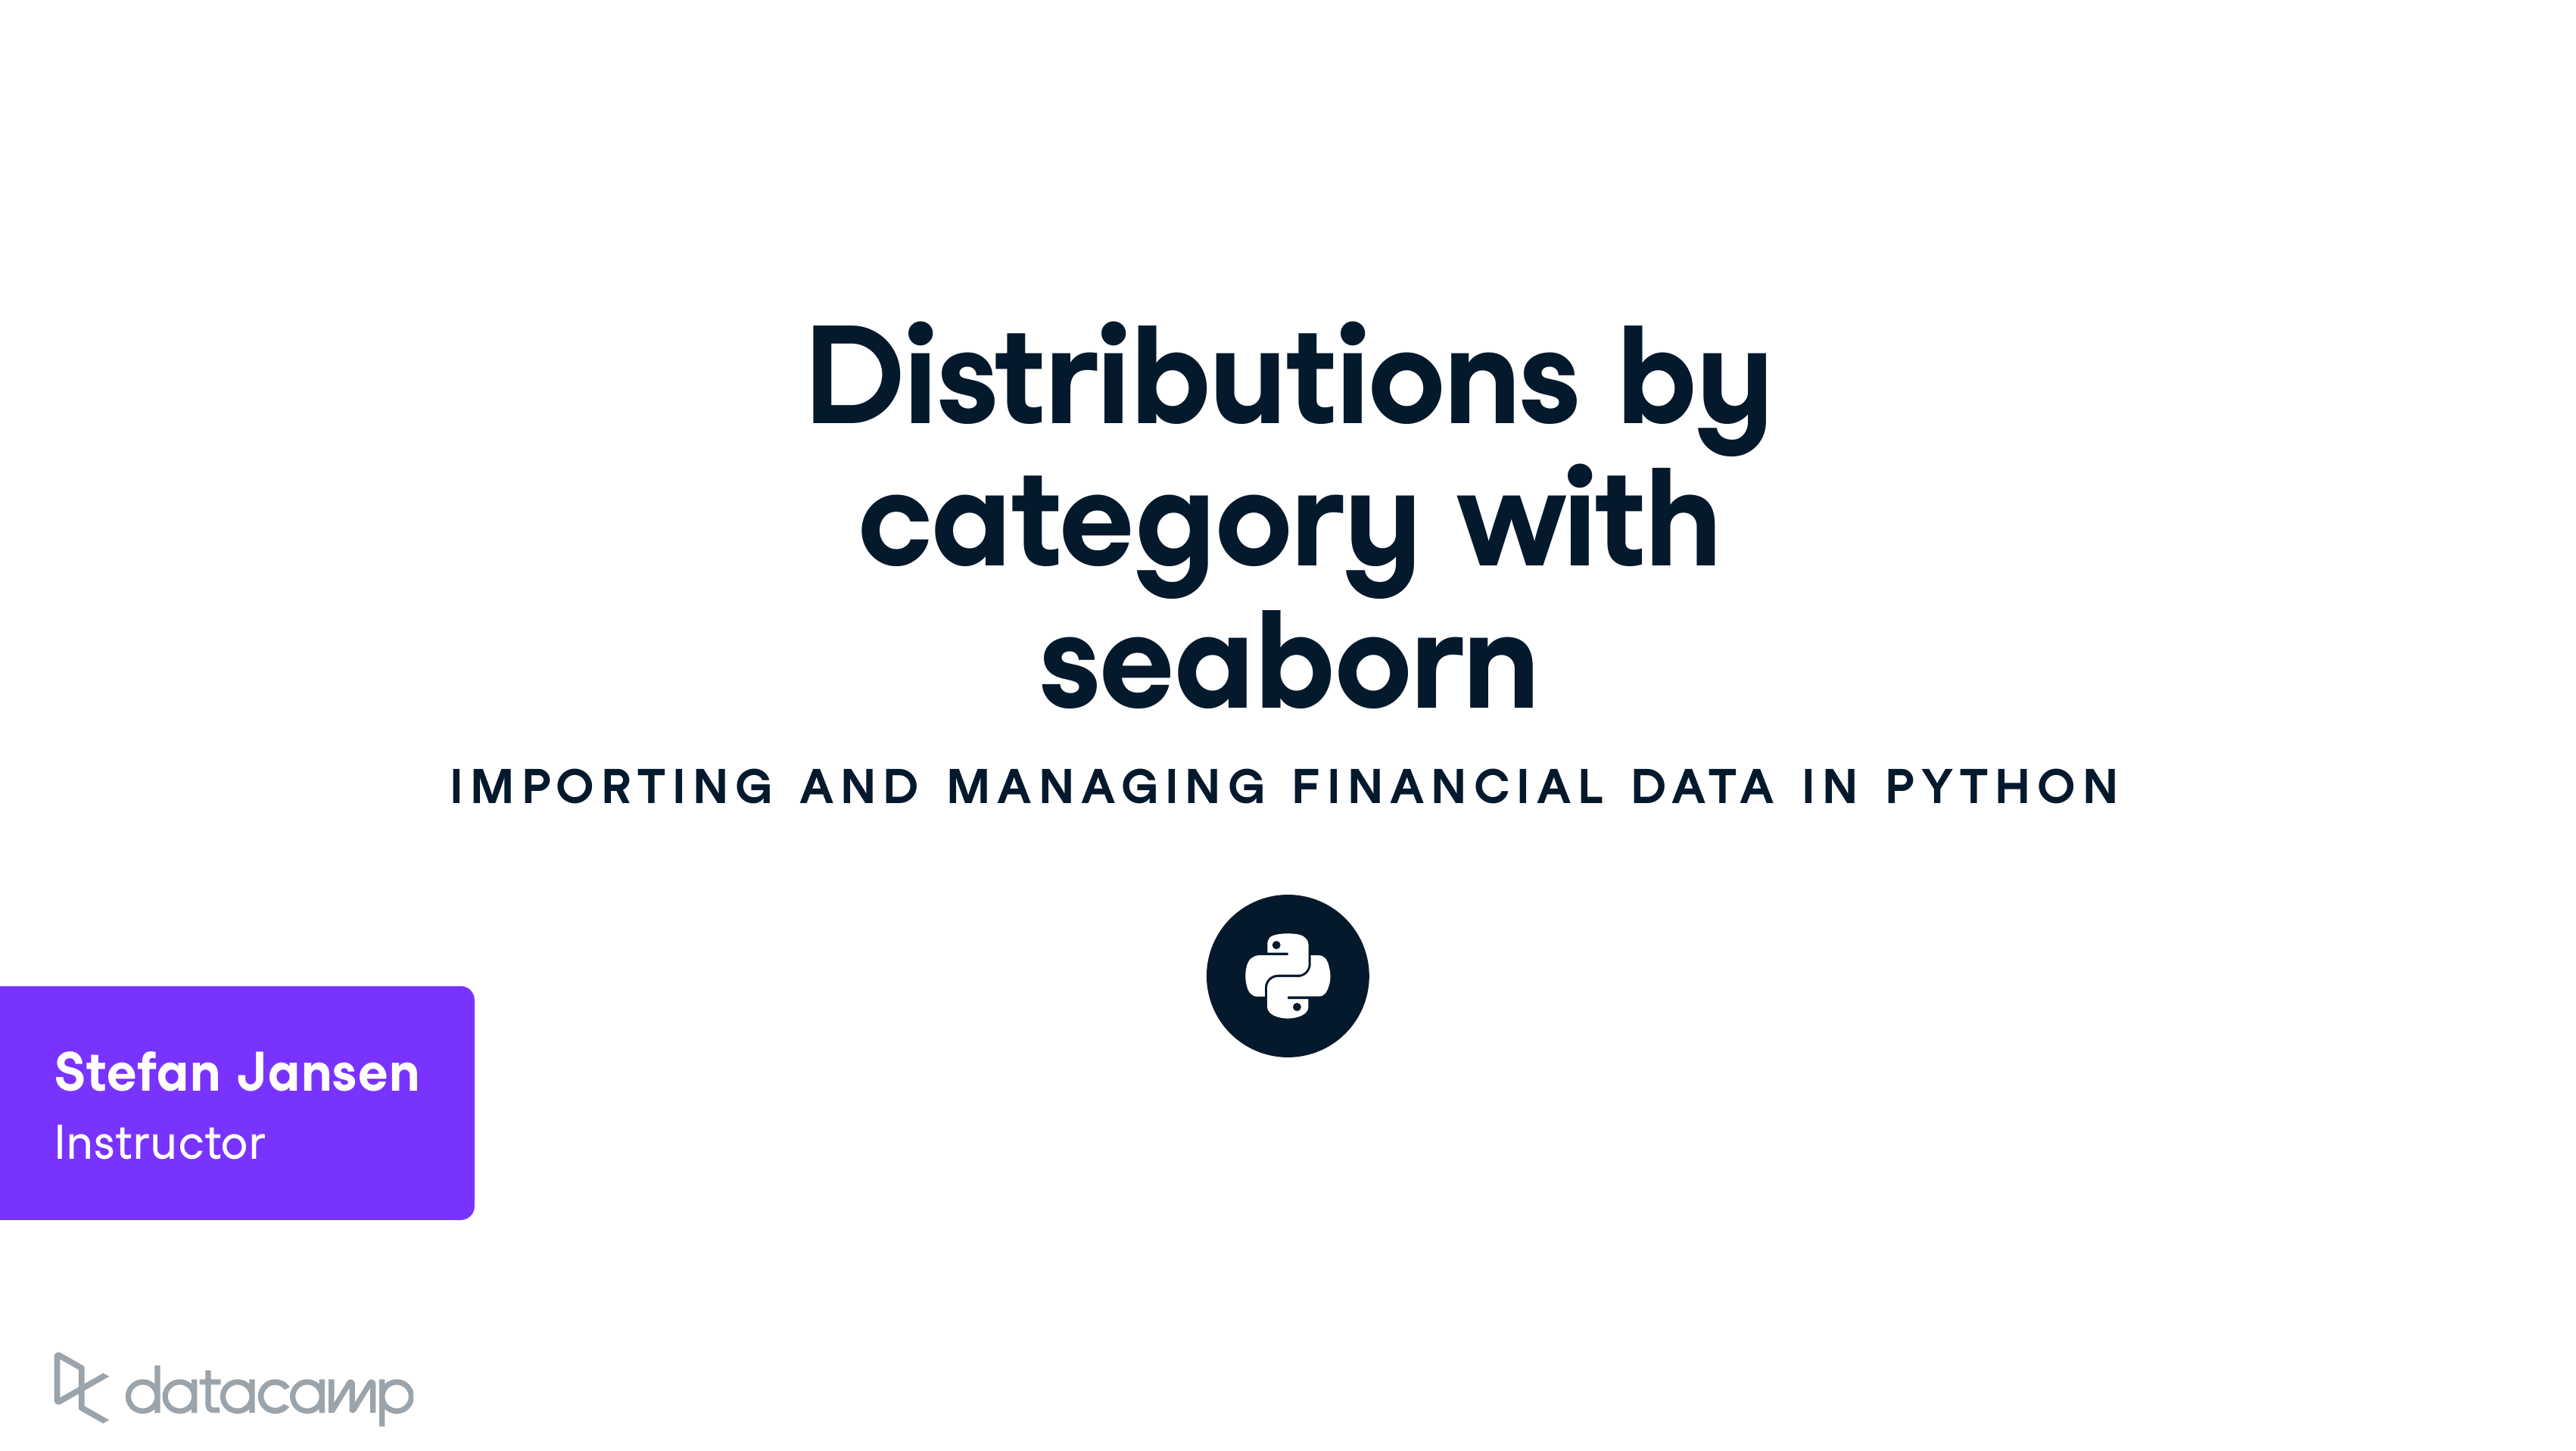 Distributions by
category with
seaborn
IMPORTING AND MANAGING FINANCIAL DATA IN PYTHON
Stefan Jansen
Instructor
datacamp